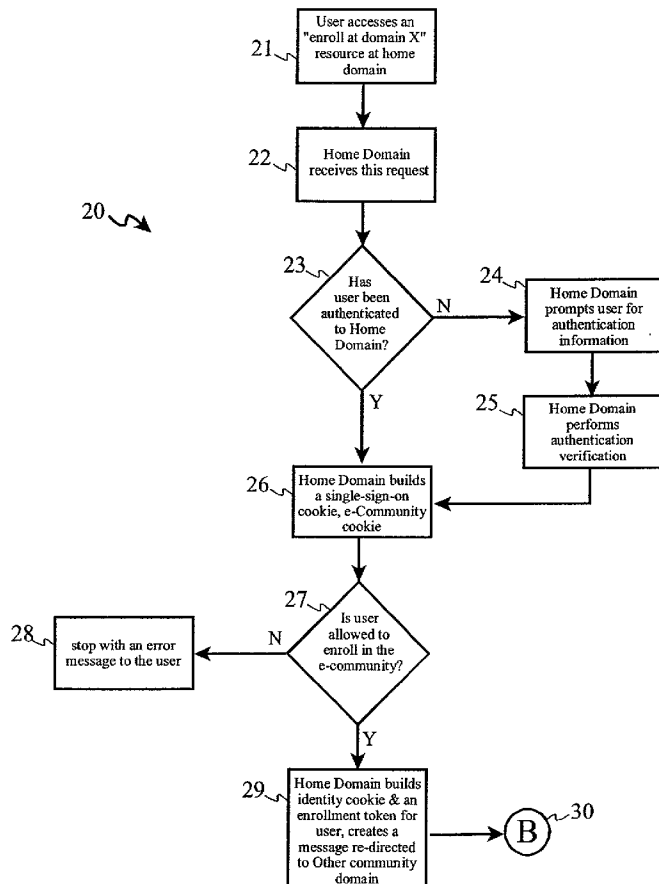 21
User accesses an
"enroll at domain X"
resource at home
domain
22
Home Domain
receives this request
20
23
Has
user been
authenticated
to Home
Domain?
N
Y
24
Home Domain
prompts user for
authentication
information
25
Home Domain
performs
authentication
verification
26
Home Domain builds
a single-sign-on
cookie, e-Community
cookie
27
Is user
allowed to
enroll in the
e-community?
N
Y
28
stop with an error
message to the user
29
Home Domain builds
identity cookie & an
enrollment token for
user, creates a
message re-directed
to Other community
domain
B
30